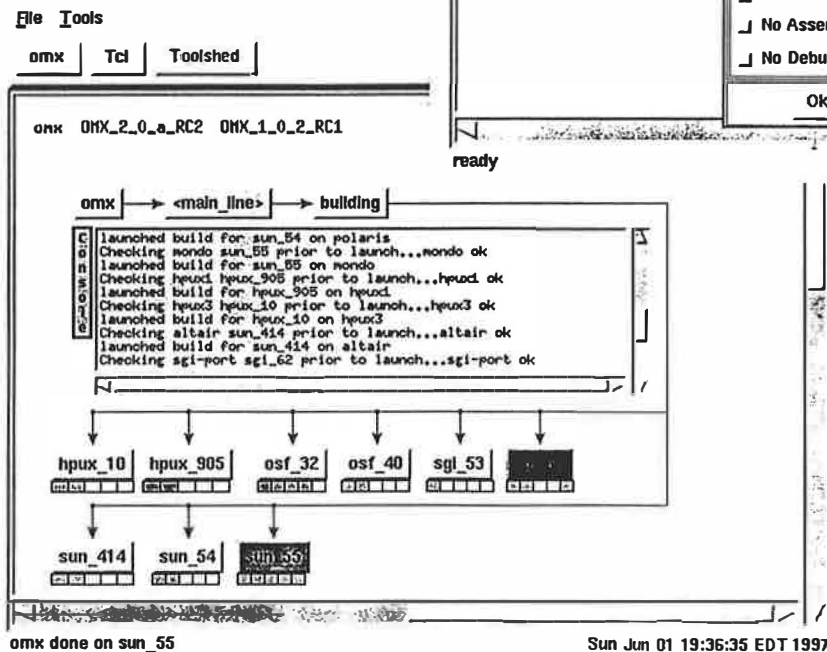 File Tools
omx Tcl Toolshed
No Asser
No Debu
Ok
omx OMX_2_0_a_RC2 OMX_1_0_2_RC1
ready
omx <main_line> building
Console
launched build for sun_54 on polaris
Checking mondo sun_55 prior to launch...mondo ok
launched build for sun_55 on mondo
Checking hpux1 hpux_905 prior to launch...hpux1 ok
launched build for hpux_905 on hpux1
Checking hpux3 hpux_10 prior to launch...hpux3 ok
launched build for hpux_10 on hpux3
Checking altair sun_414 prior to launch...altair ok
launched build for sun_414 on altair
Checking sgi-port sgi_62 prior to launch...sgi-port ok
hpux_10 hpux_905 osf_32 osf_40 sgi_53
sun_414 sun_54 sun_55
omx done on sun_55
Sun Jun 01 19:36:35 EDT 1997